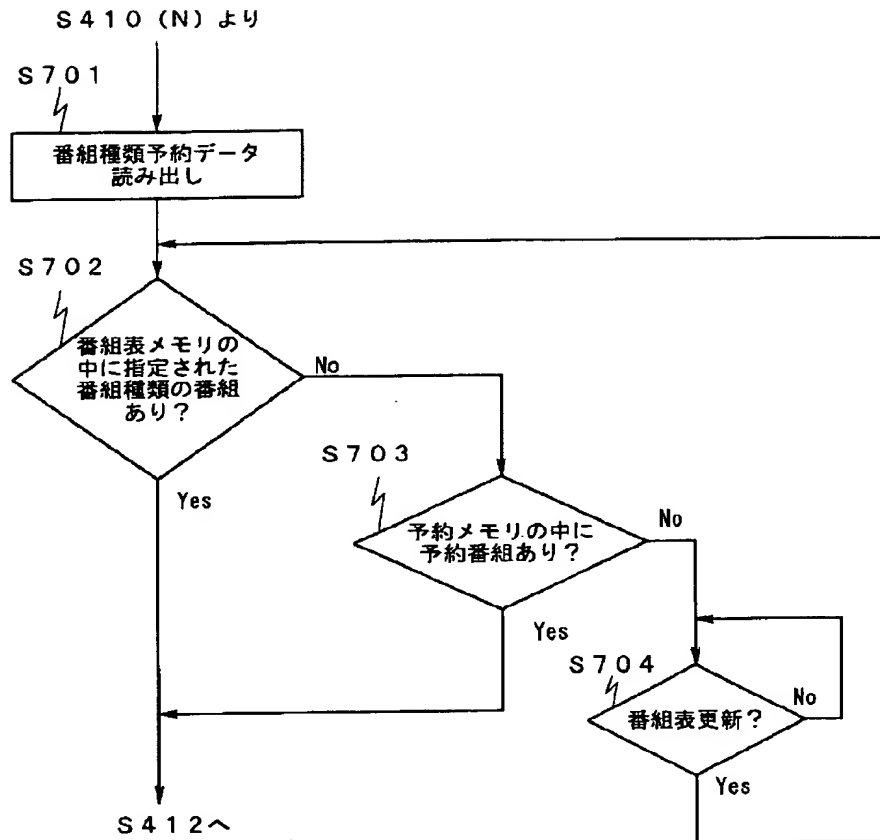 S410（N）より
S701
番組種類予約データ
読み出し
S702
番組表メモリの
中に指定された
番組種類の番組
あり？
No
S703
Yes
予約メモリの中に
予約番組あり？
No
Yes
S704
番組表更新？
No
Yes
S412へ